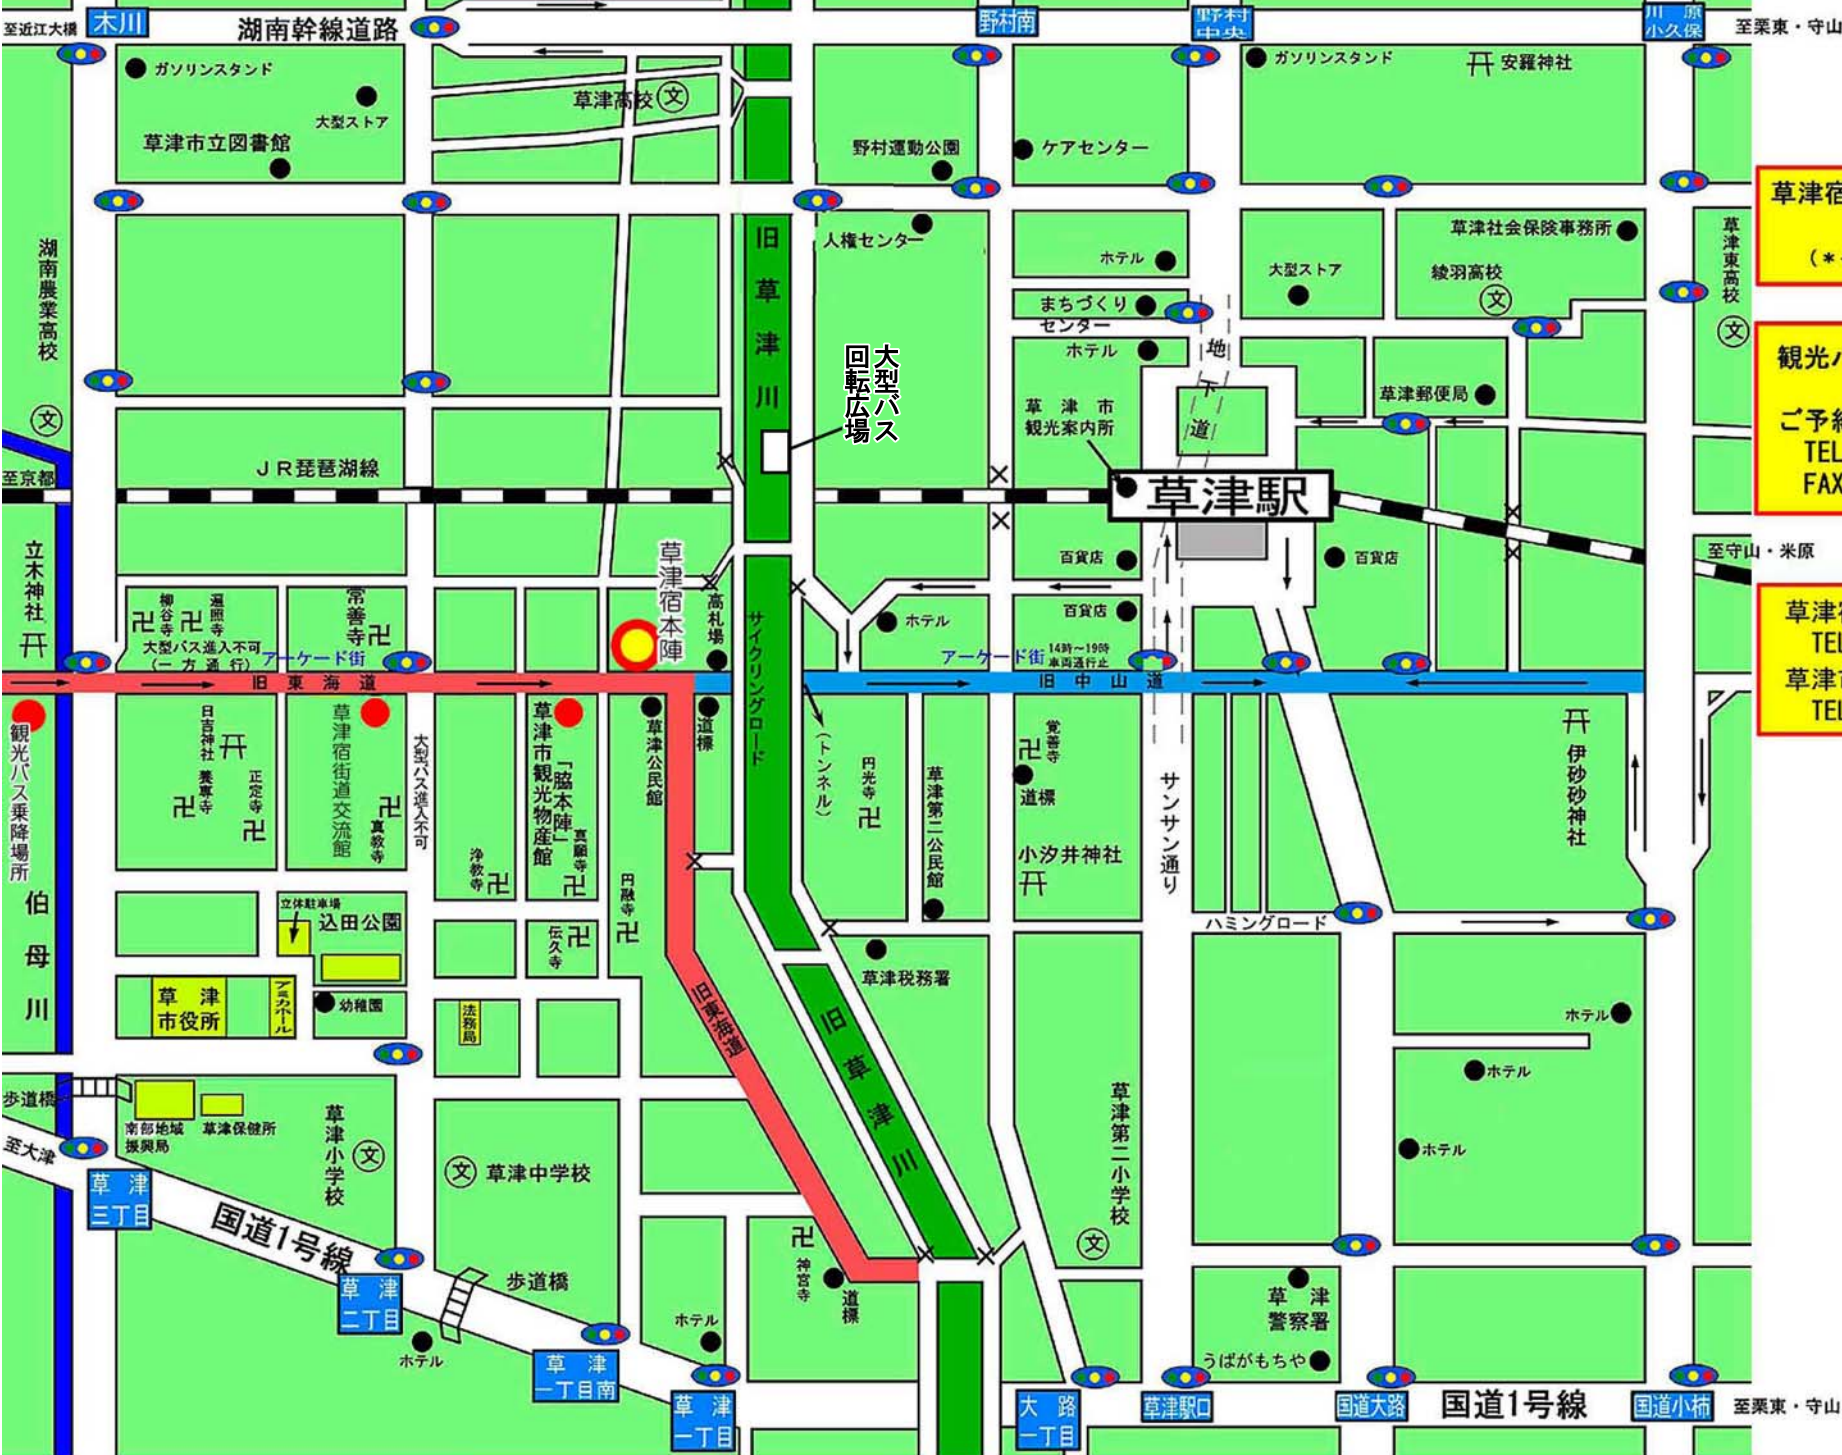 至近江大橋
木川
湖南幹線道路
野村南
野村
中央
川原
小久保
至栗東・守山
ガソリンスタンド
大型ストア
草津市立図書館
草津高校
文
野村運動公園
ケアセンター
ガソリンスタンド
安羅神社
湖南農業高校
文
旧草津川
人権センター
ホテル
まちづくり
センター
ホテル
大型ストア
草津社会保険事務所
綾羽高校
文
草津東高校
文
草津宿
(*
観光バ
ご予約
TEL
FAX
大型バス
回転広場
地下道
草津市
観光案内所
草津郵便局
至京都
JR琵琶湖線
草津駅
至守山・米原
立木神社
柳谷寺
遍照寺
大型バス進入不可
(一方通行)
常善寺
アーケード街
草津宿本陣
高札場
サイクリングロード
百貨店
百貨店
百貨店
ホテル
アーケード街
14時~19時
車両通行止
草津宿
TEL
草津市
TEL
旧東海道
旧中山道
観光バス乗降場所
日吉神社
養専寺
正定寺
草津宿街道交流館
真教寺
大型バス進入不可
浄教寺
草津市観光物産館
「脇本陣」
真願寺
草津公民館
道標
円融寺
伝久寺
(トンネル)
円光寺
草津第二公民館
覚善寺
道標
小汐井神社
サンサン通り
伊砂砂神社
伯母川
立体駐車場
込田公園
草津
市役所
アミカホール
幼稚園
法務局
旧東海道
旧草津川
草津税務署
ハミングロード
ホテル
ホテル
ホテル
歩道橋
至大津
南部地域
振興局
草津保健所
草津小学校
文
文
草津中学校
草津第二小学校
文
草津
三丁目
国道1号線
草津
二丁目
歩道橋
ホテル
草津
一丁目南
ホテル
草津
一丁目
神宮寺
道標
草津
警察署
うばがもちや
大路
一丁目
草津駅口
国道大路
国道1号線
国道小柿
至栗東・守山